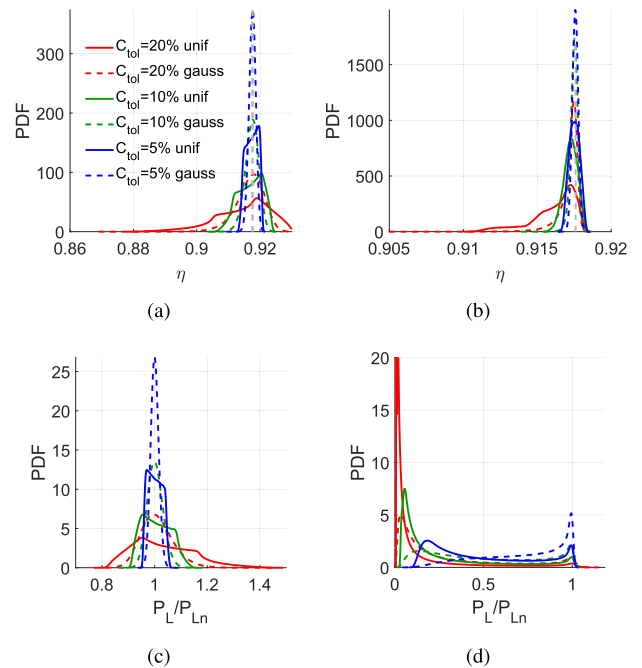 PDF
300
200
100
0
C_tol=20% unif
C_tol=20% gauss
C_tol=10% unif
C_tol=10% gauss
C_tol=5% unif
C_tol=5% gauss
0.86 0.88 0.9 0.92
η
(a)
PDF
1500
1000
500
0
0.905 0.91 0.915 0.92
η
(b)
PDF
25
20
15
10
5
0
0.8 1 1.2 1.4
P_L/P_Ln
(c)
PDF
20
15
10
5
0
0 0.5 1
P_L/P_Ln
(d)